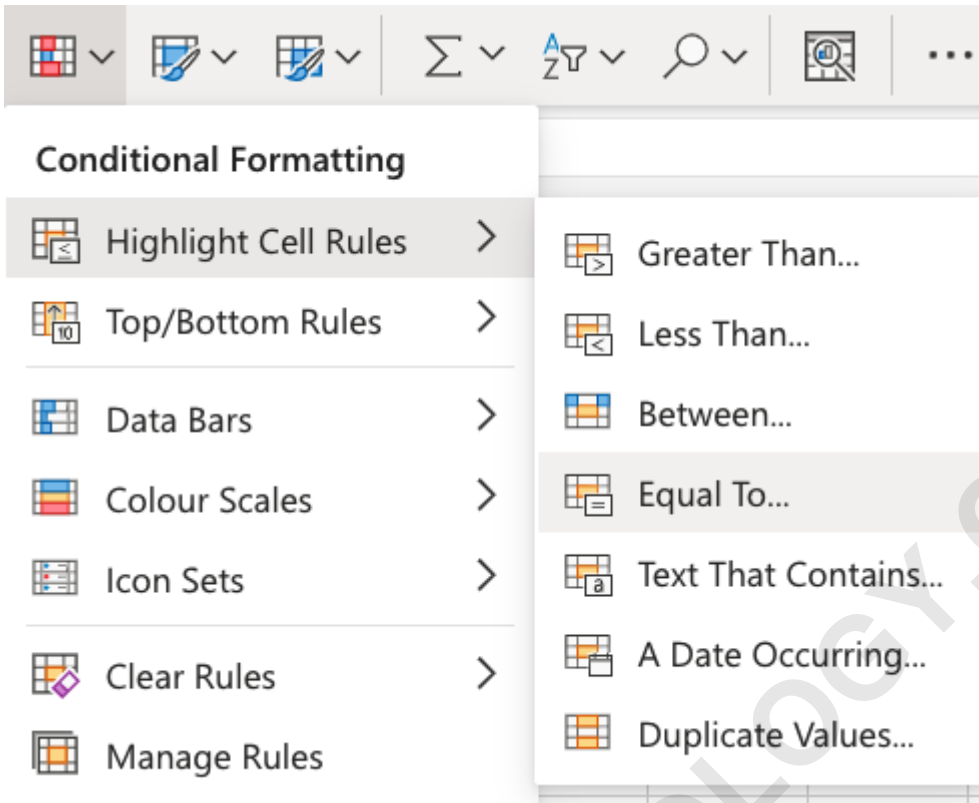 Conditional Formatting
Highlight Cell Rules
Top/Bottom Rules
Data Bars
Colour Scales
Icon Sets
Clear Rules
Manage Rules
Greater Than...
Less Than...
Between...
Equal To...
Text That Contains...
A Date Occurring...
Duplicate Values...